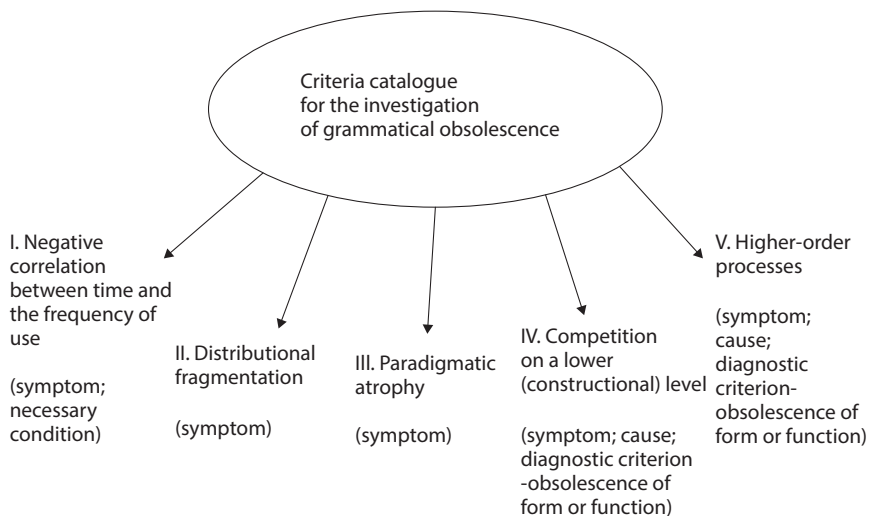 Criteria catalogue
for the investigation
of grammatical obsolescence
I. Negative
correlation
between time and
the frequency of
use
(symptom;
necessary
condition)
II. Distributional
fragmentation
(symptom)
III. Paradigmatic
atrophy
(symptom)
IV. Competition
on a lower
(constructional) level
(symptom; cause;
diagnostic criterion
-obsolescence of
form or function)
V. Higher-order
processes
(symptom;
cause;
diagnostic
criterion-
obsolescence of
form or function)